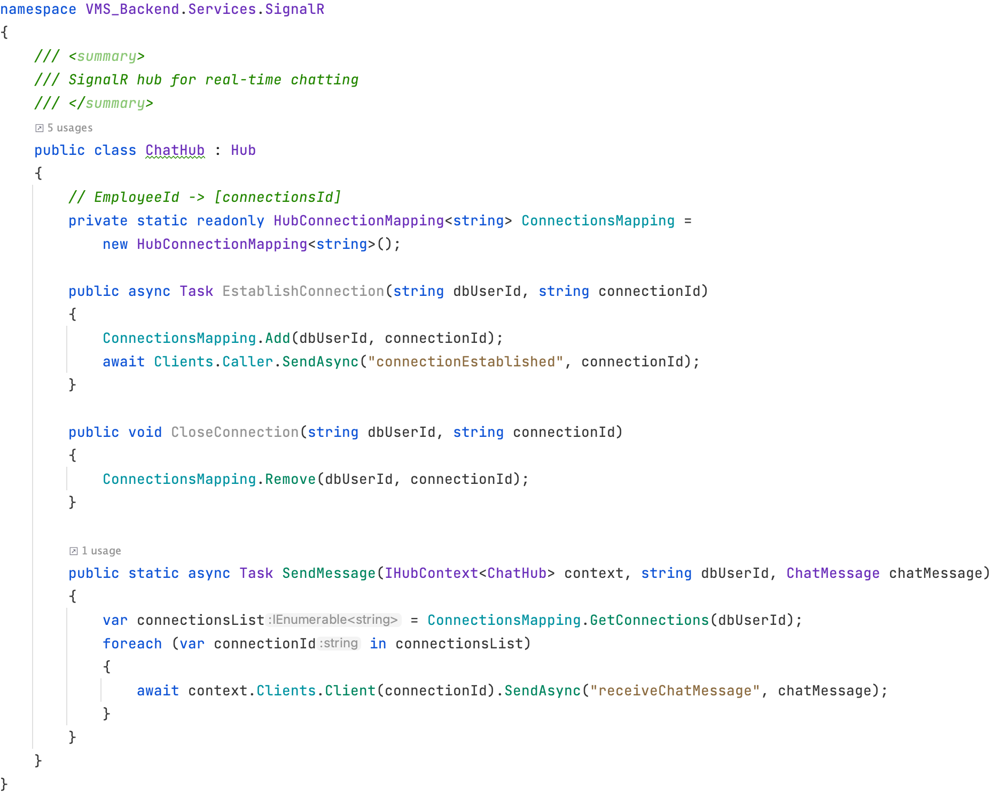 namespace VMS_Backend.Services.SignalR
{
    /// <summary>
    /// SignalR hub for real-time chatting
    /// </summary>
    5 usages
    public class ChatHub : Hub
    {
        // EmployeeId -> [connectionsId]
        private static readonly HubConnectionMapping<string> ConnectionsMapping =
            new HubConnectionMapping<string>();

        public async Task EstablishConnection(string dbUserId, string connectionId)
        {
            ConnectionsMapping.Add(dbUserId, connectionId);
            await Clients.Caller.SendAsync("connectionEstablished", connectionId);
        }

        public void CloseConnection(string dbUserId, string connectionId)
        {
            ConnectionsMapping.Remove(dbUserId, connectionId);
        }

        1 usage
        public static async Task SendMessage(IHubContext<ChatHub> context, string dbUserId, ChatMessage chatMessage)
        {
            var connectionsList:IEnumerable<string> = ConnectionsMapping.GetConnections(dbUserId);
            foreach (var connectionId:string in connectionsList)
            {
                await context.Clients.Client(connectionId).SendAsync("receiveChatMessage", chatMessage);
            }
        }
    }
}